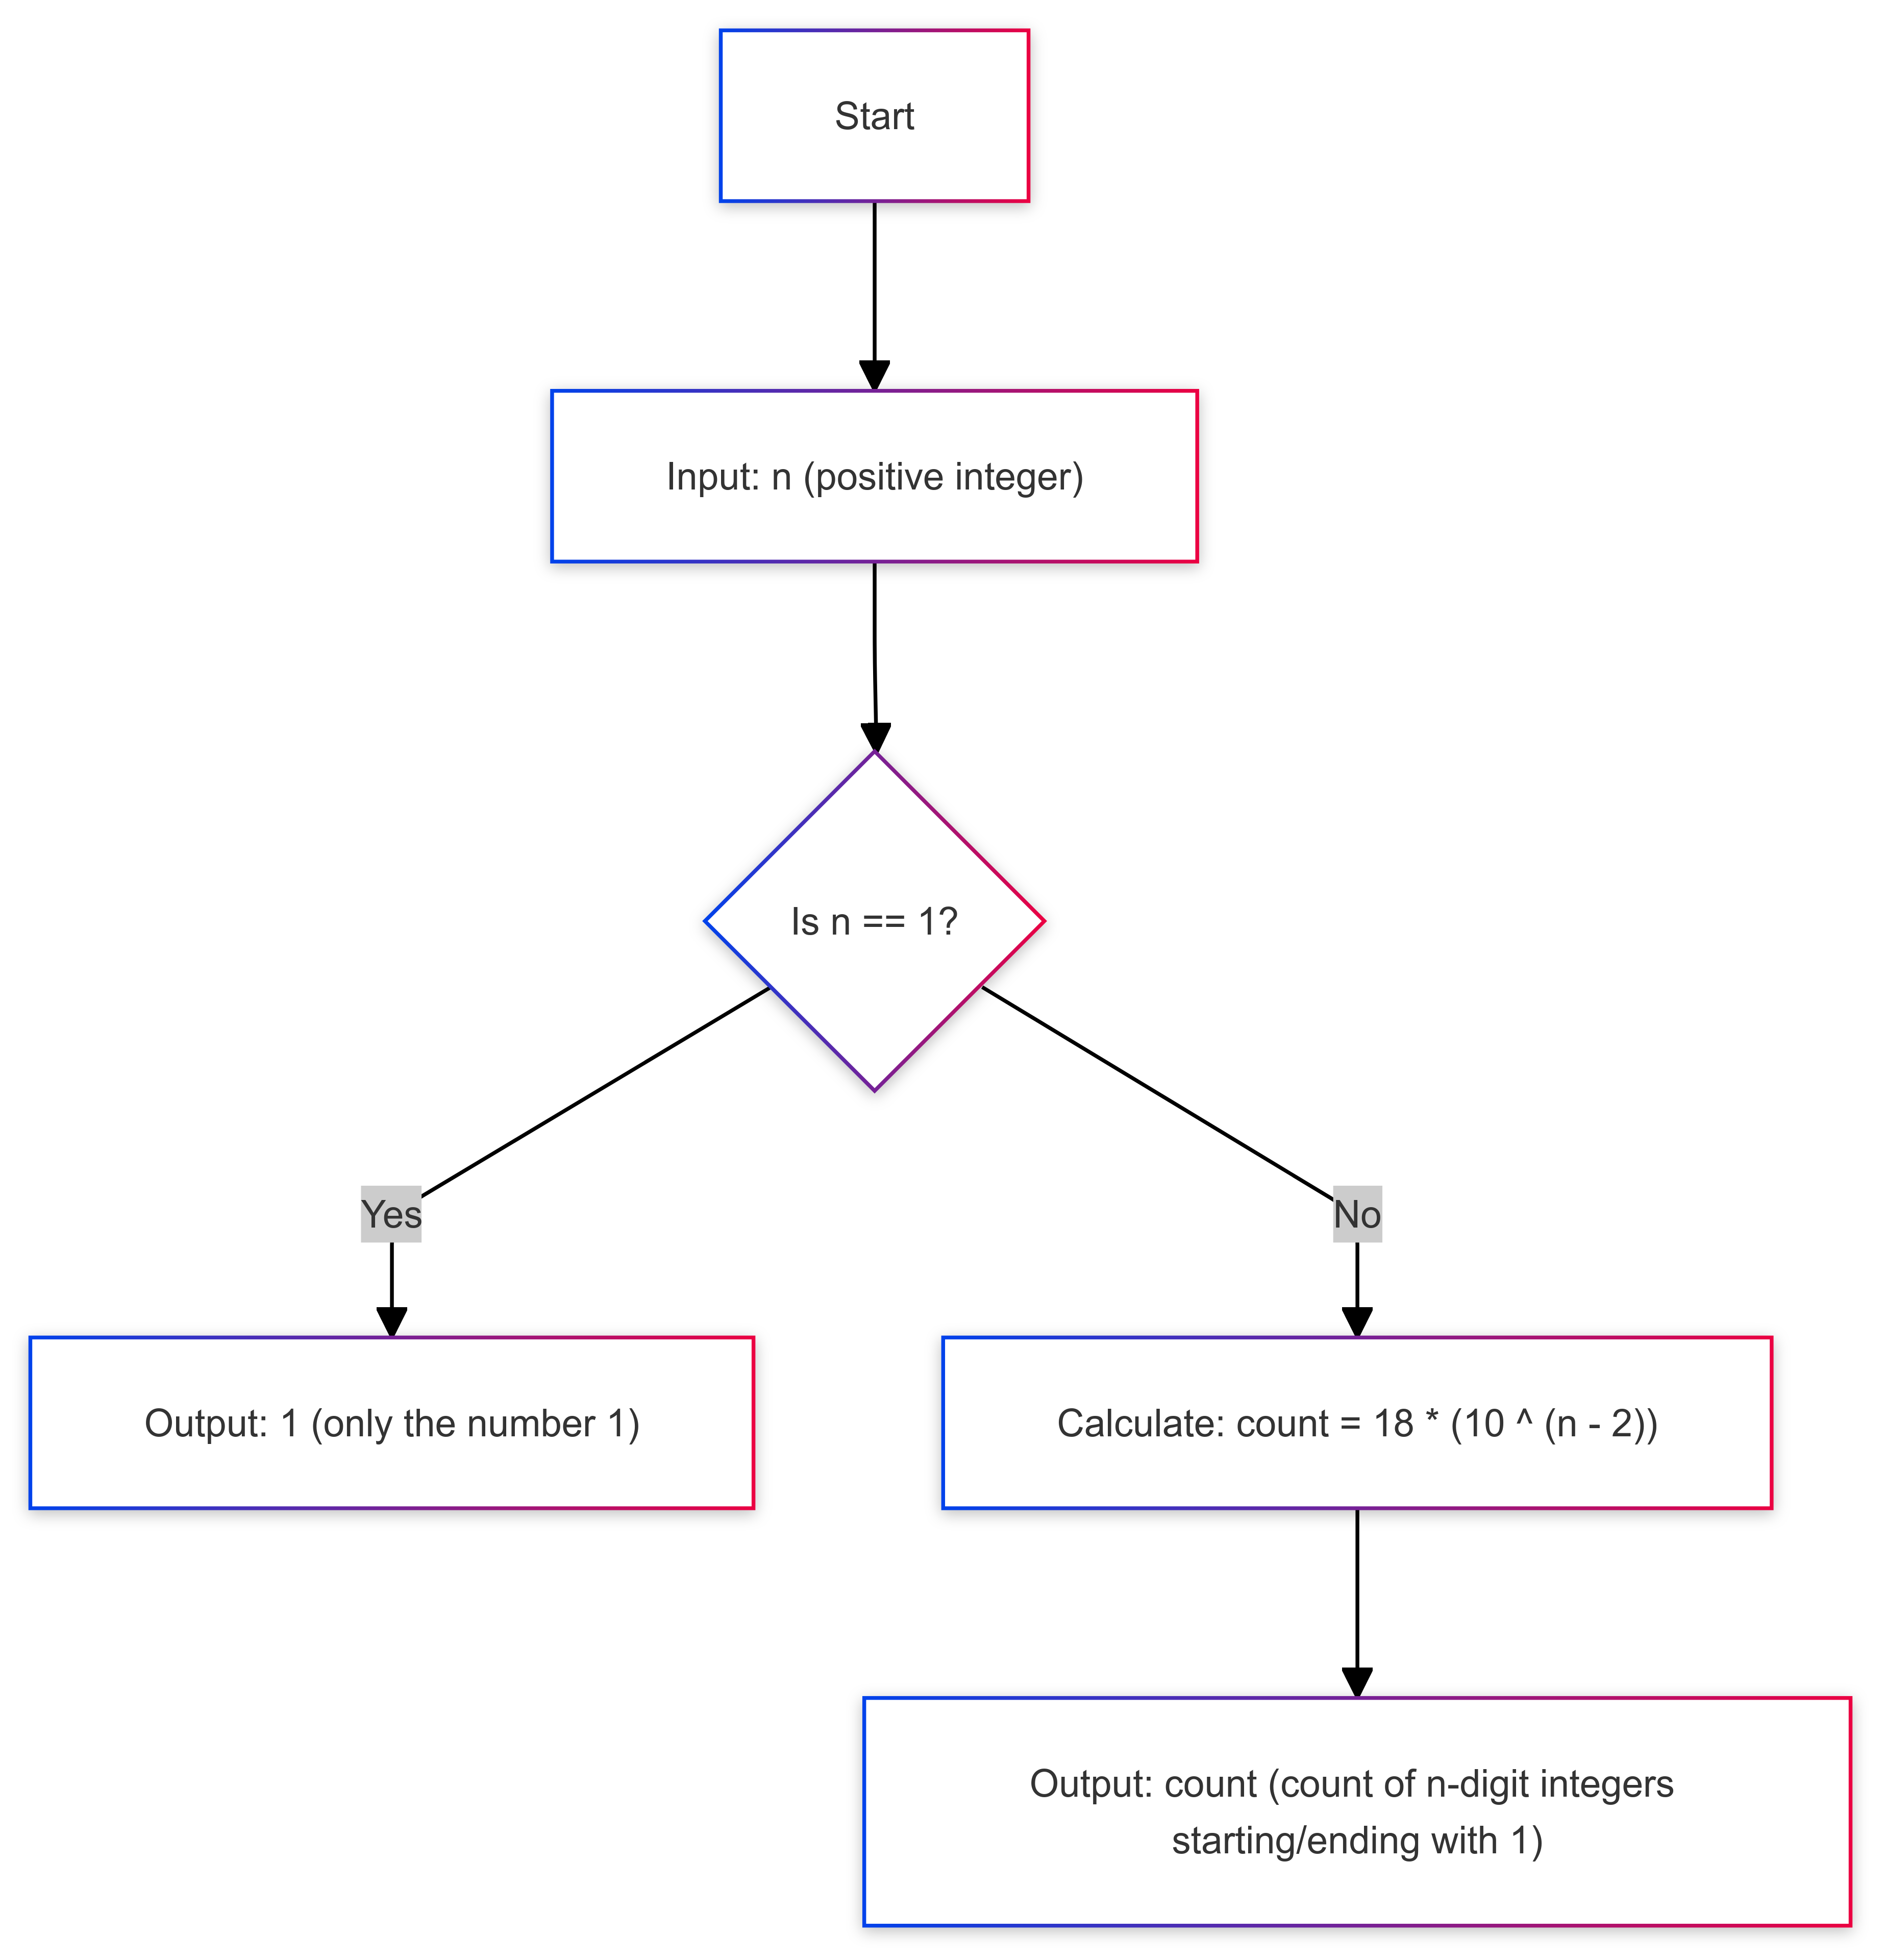 Start
Input: n (positive integer)
Is n == 1?
Yes
No
Output: 1 (only the number 1)
Calculate: count = 18 * (10 ^ (n - 2))
Output: count (count of n-digit integers
starting/ending with 1)